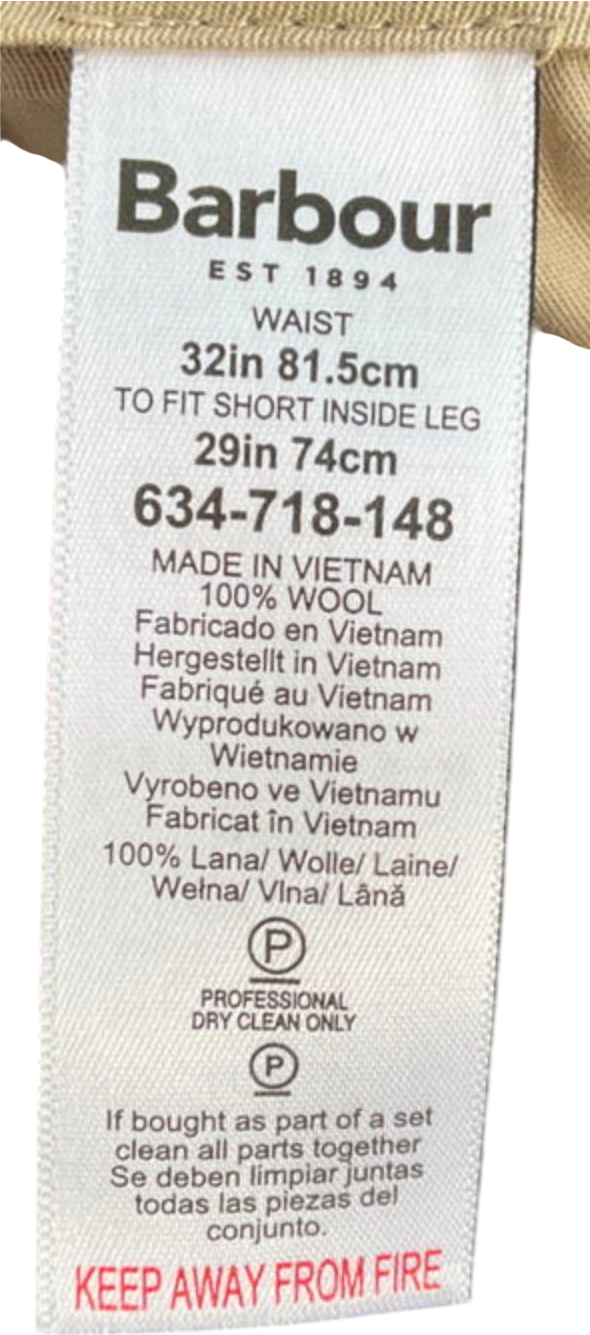 Barbour
EST 1894
WAIST
32in 81.5cm
TO FIT SHORT INSIDE LEG
29in 74cm
634-718-148
MADE IN VIETNAM
100% WOOL
Fabricado en Vietnam
Hergestellt in Vietnam
Fabriqué au Vietnam
Wyprodukowano w
Wietnamie
Vyrobeno ve Vietnamu
Fabricat în Vietnam
100% Lana/ Wolle/ Laine/
Wełna/ Vlna/ Lână
P
PROFESSIONAL
DRY CLEAN ONLY
P
If bought as part of a set
clean all parts together
Se deben limpiar juntas
todas las piezas del
conjunto.
KEEP AWAY FROM FIRE